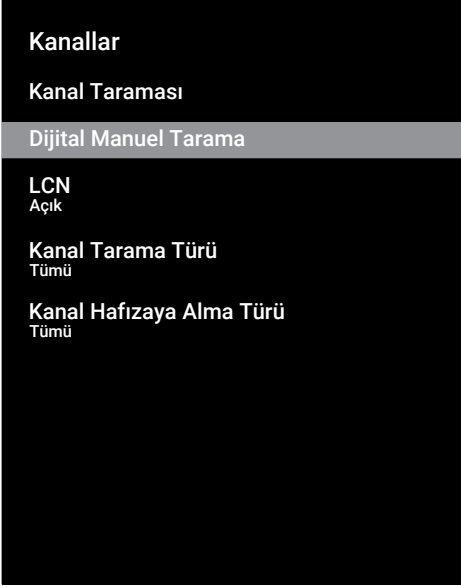 Kanallar
Kanal Taraması
Dijital Manuel Tarama
LCN
Açık
Kanal Tarama Türü
Tümü
Kanal Hafızaya Alma Türü
Tümü